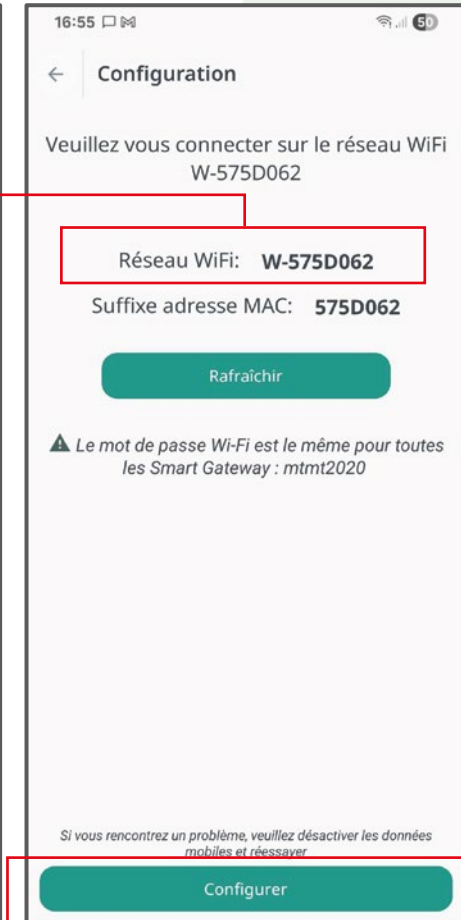 16:55
50
Configuration
Veuillez vous connecter sur le réseau WiFi
W-575D062
Réseau WiFi: W-575D062
Suffixe adresse MAC: 575D062
Rafraîchir
Le mot de passe Wi-Fi est le même pour toutes
les Smart Gateway : mtmt2020
Si vous rencontrez un problème, veuillez désactiver les données
mobiles et réessayer
Configurer